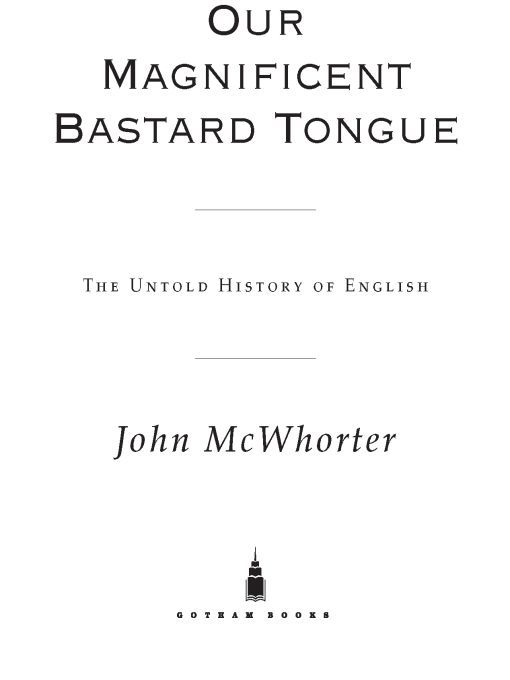 OUR
MAGNIFICENT
BASTARD TONGUE
THE UNTOLD HISTORY OF ENGLISH
John McWhorter
GOTHAM BOOKS